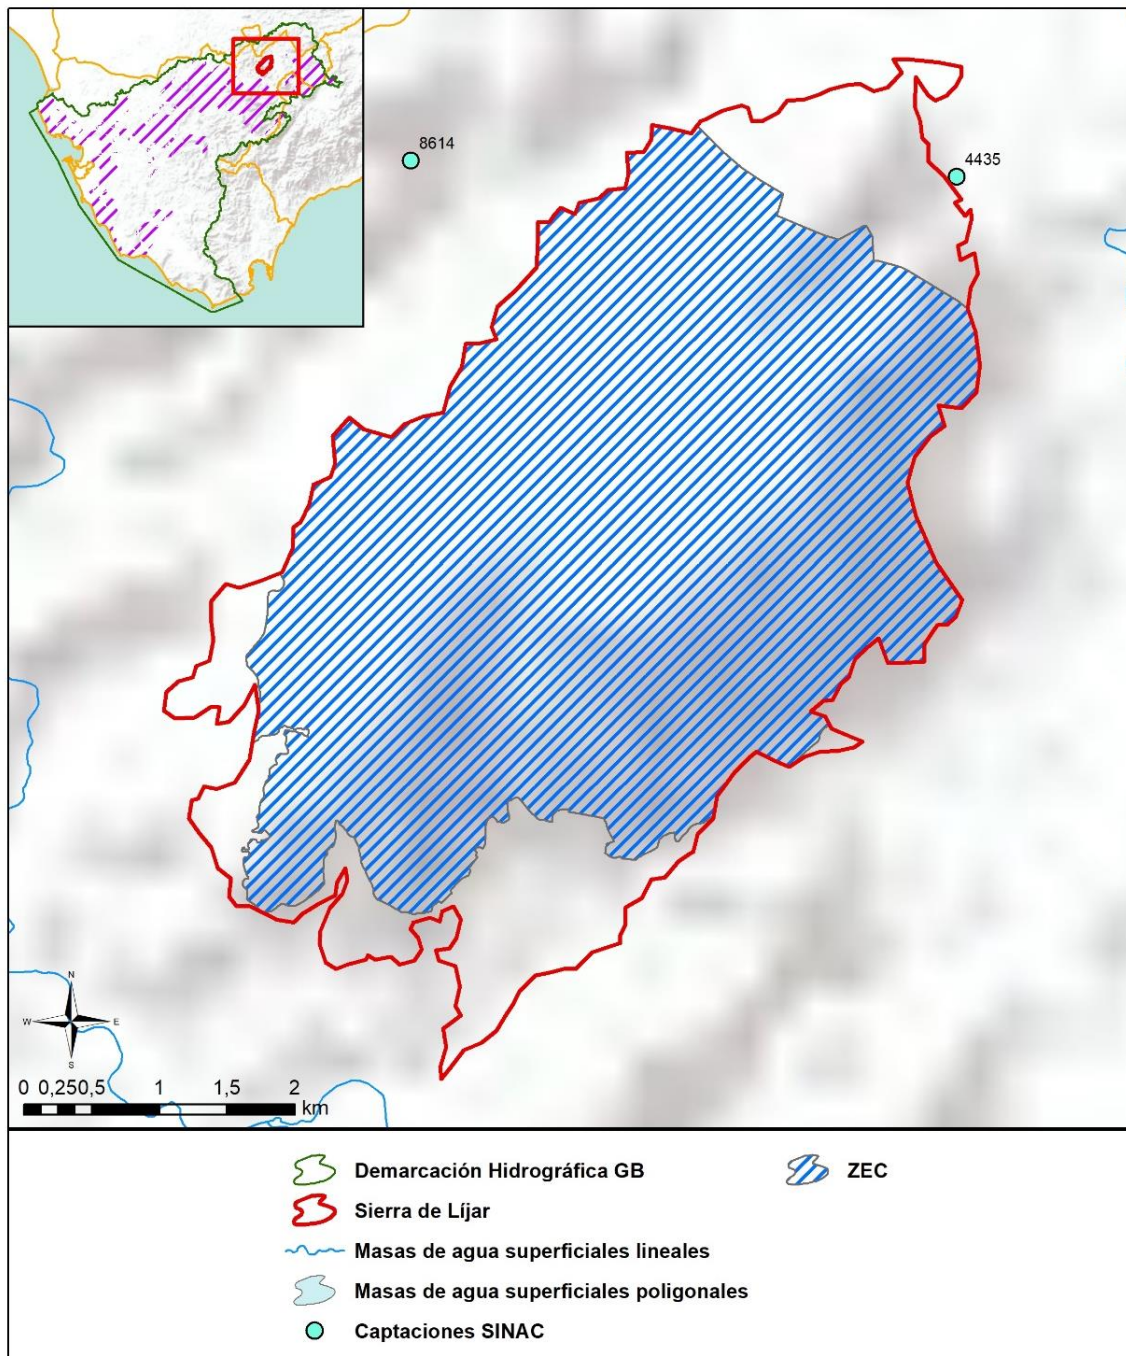 8614
4435
N
W E
S
0 0,250,5 1 1,5 2
km
Demarcación Hidrográfica GB
ZEC
Sierra de Líjar
Masas de agua superficiales lineales
Masas de agua superficiales poligonales
Captaciones SINAC